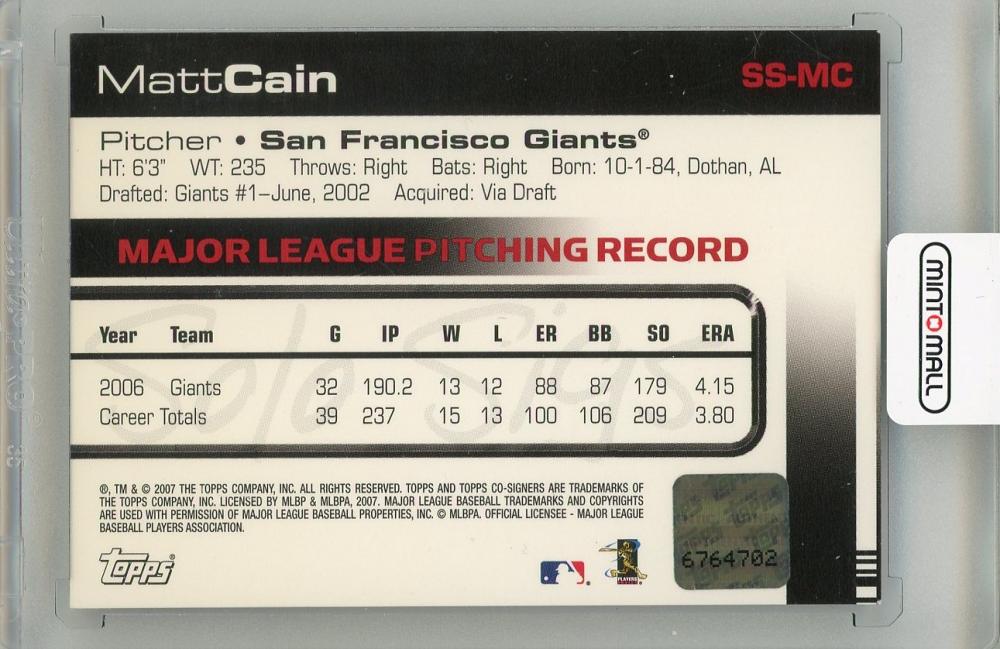 MattCain SS-MC
Pitcher • San Francisco Giants®
HT: 6'3" WT: 235 Throws: Right Bats: Right Born: 10-1-84, Dothan, AL
Drafted: Giants #1–June, 2002 Acquired: Via Draft
MAJOR LEAGUE PITCHING RECORD
Solo Sigs
Year Team G IP W L ER BB SO ERA
2006 Giants 32 190.2 13 12 88 87 179 4.15
Career Totals 39 237 15 13 100 106 209 3.80
®, TM & © 2007 THE TOPPS COMPANY, INC. ALL RIGHTS RESERVED. TOPPS AND TOPPS CO-SIGNERS ARE TRADEMARKS OF
THE TOPPS COMPANY, INC. LICENSED BY MLBP & MLBPA, 2007. MAJOR LEAGUE BASEBALL TRADEMARKS AND COPYRIGHTS
ARE USED WITH PERMISSION OF MAJOR LEAGUE BASEBALL PROPERTIES, INC. © MLBPA. OFFICIAL LICENSEE - MAJOR LEAGUE
BASEBALL PLAYERS ASSOCIATION.
Topps®
PLAYERS
6764702
MINTMALL